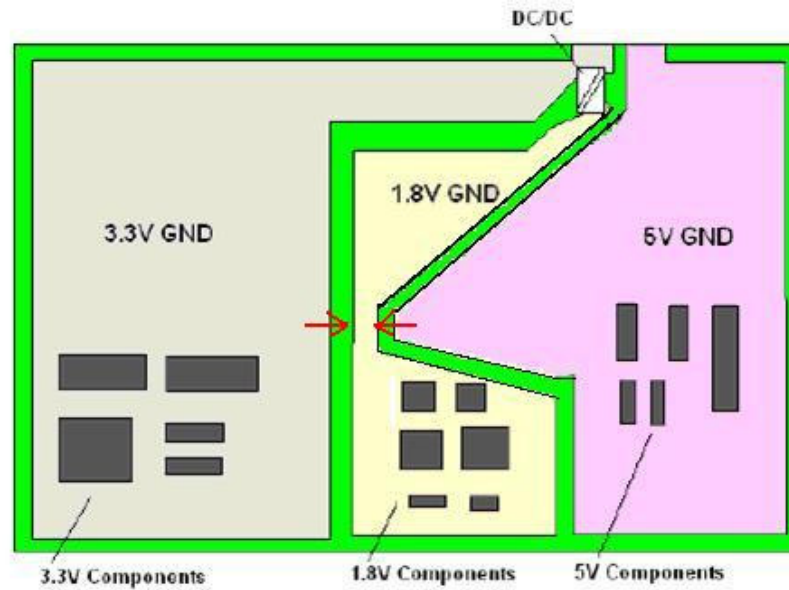 DC/DC
1.8V GND
3.3V GND
5V GND
3.3V Components
1.8V Components
5V Components